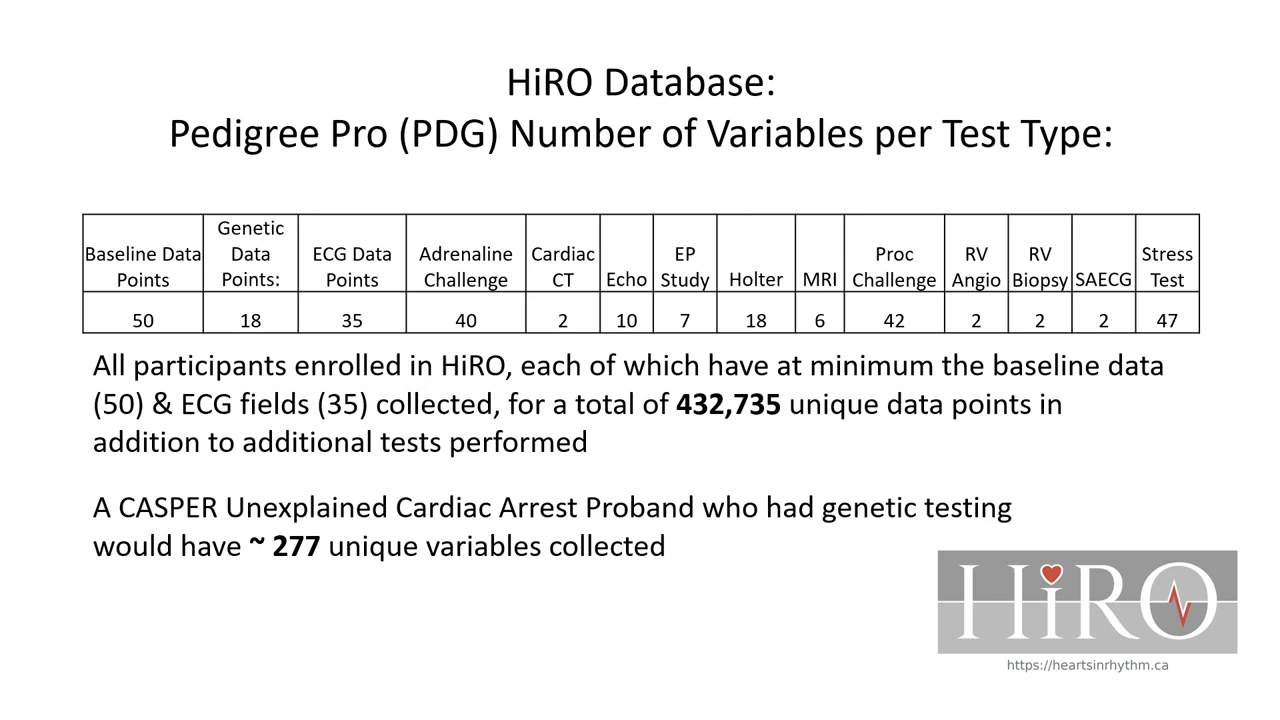 HiRO Database:
Pedigree Pro (PDG) Number of Variables per Test Type:
Baseline Data Points
Genetic Data Points:
ECG Data Points
Adrenaline Challenge
Cardiac CT
Echo
EP Study
Holter
MRI
Proc Challenge
RV Angio
RV Biopsy
SAECG
Stress Test
50 18 35 40 2 10 7 18 6 42 2 2 2 47
All participants enrolled in HiRO, each of which have at minimum the baseline data
(50) & ECG fields (35) collected, for a total of 432,735 unique data points in
addition to additional tests performed
A CASPER Unexplained Cardiac Arrest Proband who had genetic testing
would have ~ 277 unique variables collected
HiRO
https://heartsinrhythm.ca